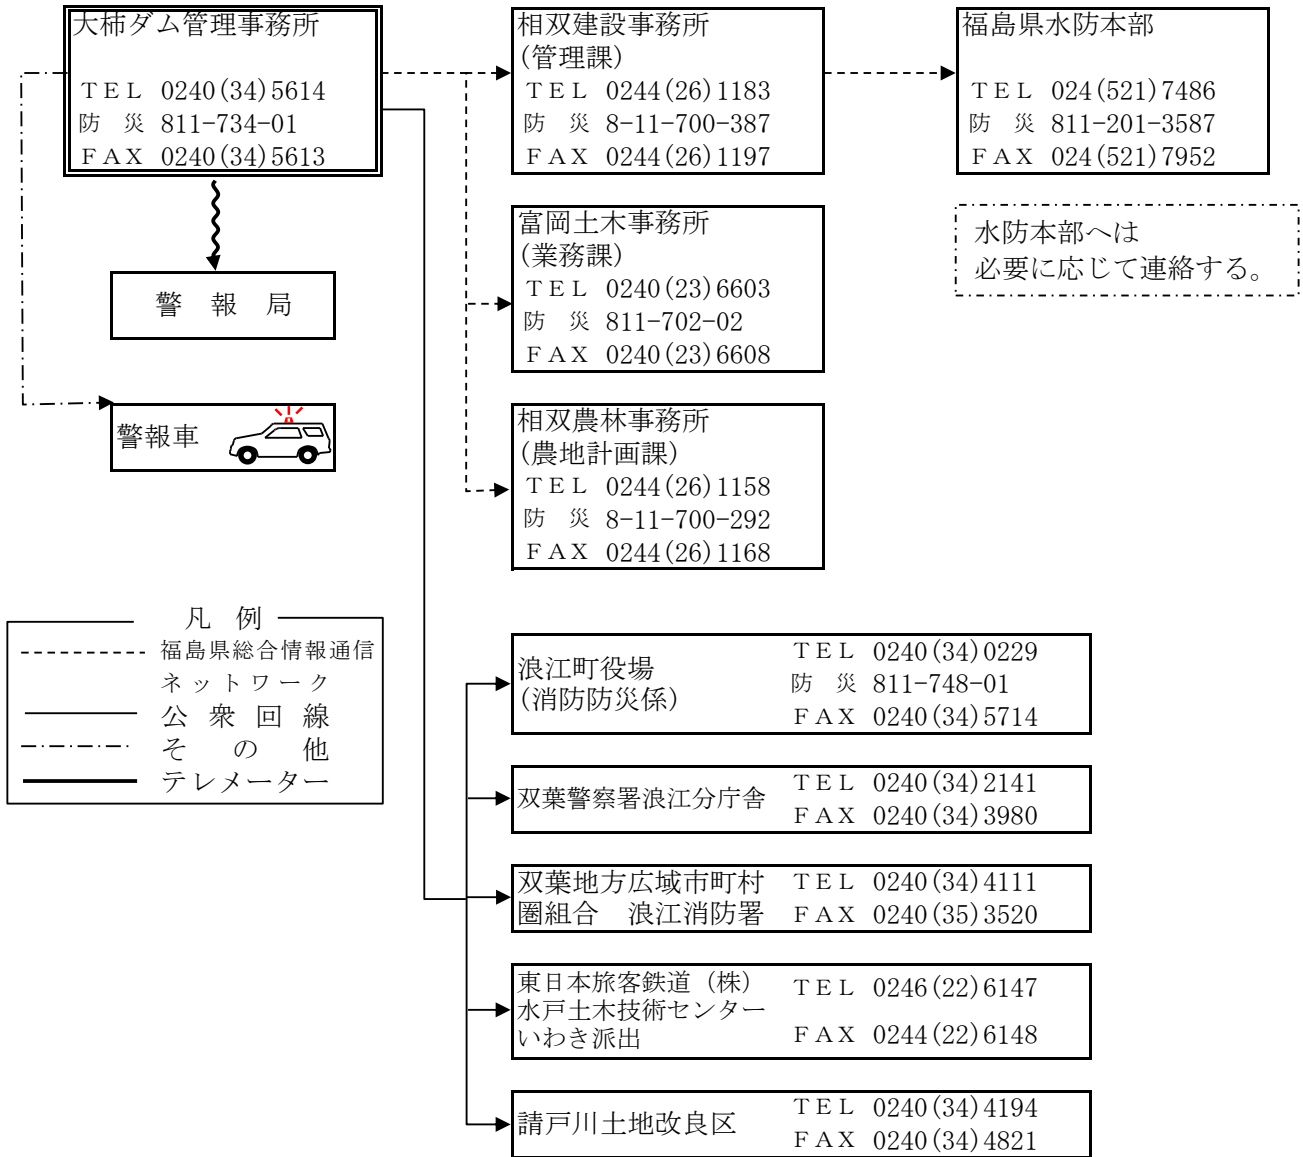 大柿ダム管理事務所
ＴＥＬ 0240(34)5614
防　災 811-734-01
ＦＡＸ 0240(34)5613
警　報　局
警報車
相双建設事務所
(管理課)
ＴＥＬ 0244(26)1183
防　災 8-11-700-387
ＦＡＸ 0244(26)1197
福島県水防本部
ＴＥＬ 024(521)7486
防　災 811-201-3587
ＦＡＸ 024(521)7952
水防本部へは
必要に応じて連絡する。
富岡土木事務所
(業務課)
ＴＥＬ 0240(23)6603
防　災 811-702-02
ＦＡＸ 0240(23)6608
相双農林事務所
(農地計画課)
ＴＥＬ 0244(26)1158
防　災 8-11-700-292
ＦＡＸ 0244(26)1168
凡　例
福島県総合情報通信
ネットワーク
公　衆　回　線
そ　の　他
テレメーター
浪江町役場
(消防防災係)
ＴＥＬ 0240(34)0229
防　災 811-748-01
ＦＡＸ 0240(34)5714
双葉警察署浪江分庁舎
ＴＥＬ 0240(34)2141
ＦＡＸ 0240(34)3980
双葉地方広域市町村
圏組合　浪江消防署
ＴＥＬ 0240(34)4111
ＦＡＸ 0240(35)3520
東日本旅客鉄道（株）
水戸土木技術センター
いわき派出
ＴＥＬ 0246(22)6147
ＦＡＸ 0244(22)6148
請戸川土地改良区
ＴＥＬ 0240(34)4194
ＦＡＸ 0240(34)4821